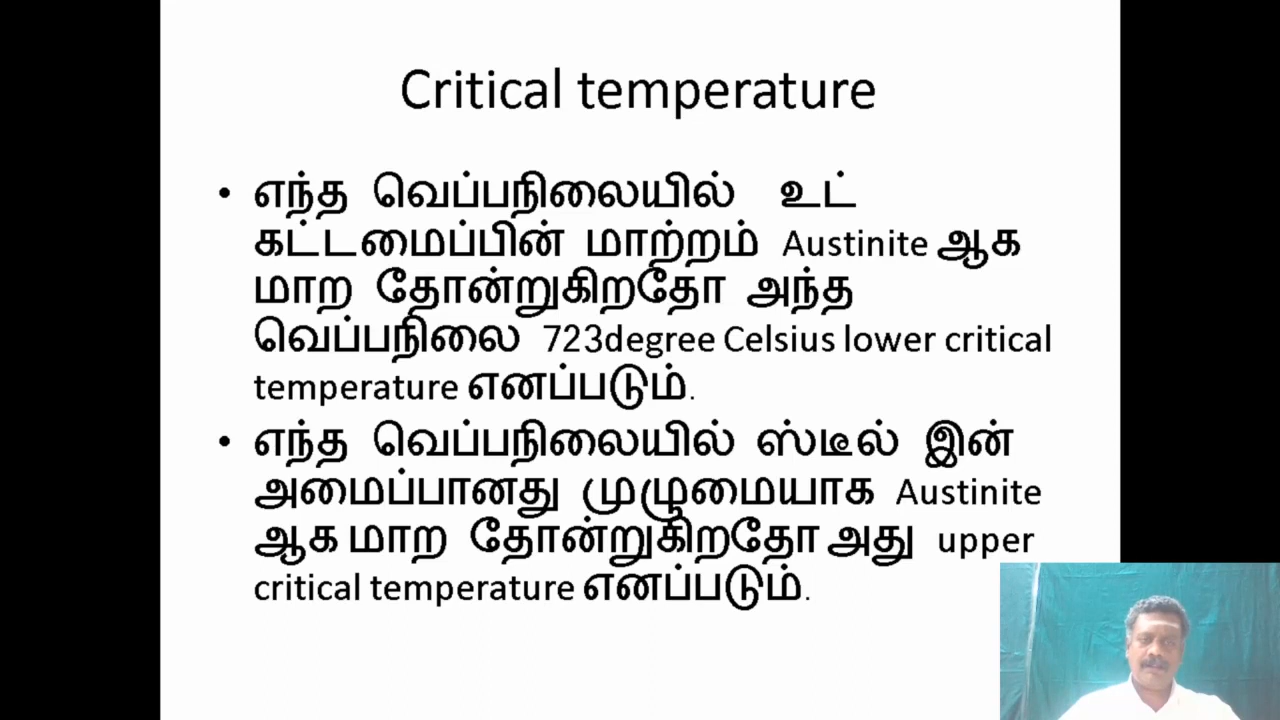 Critical temperature
• எந்த வெப்பநிலையில் உட்
கட்டமைப்பின் மாற்றம் Austinite ஆக
மாற தோன்றுகிறதோ அந்த
வெப்பநிலை 723degree Celsius lower critical
temperature எனப்படும்.
• எந்த வெப்பநிலையில் ஸ்டீல் இன்
அமைப்பானது முழுமையாக Austinite
ஆக மாற தோன்றுகிறதோ அது upper
critical temperature எனப்படும்.